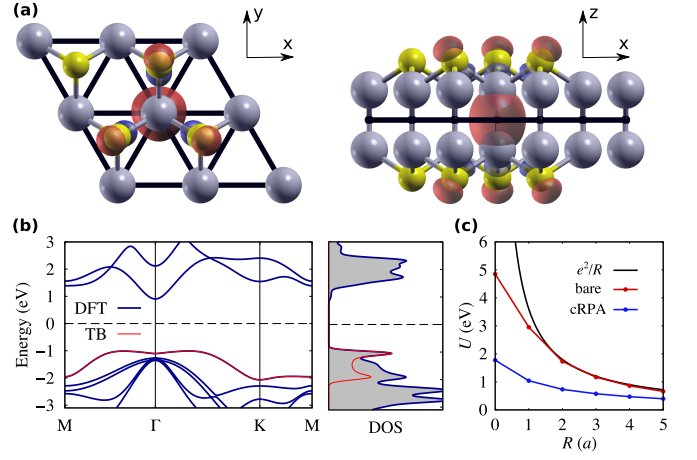 (a)
y
x
z
x
(b)
(c)
3
2
1
0
−1
−2
−3
Energy (eV)
DFT
TB
M
Γ
K
M
DOS
6
5
4
3
2
1
0
U (eV)
e²/R
bare
cRPA
0
1
2
3
4
5
R (a)